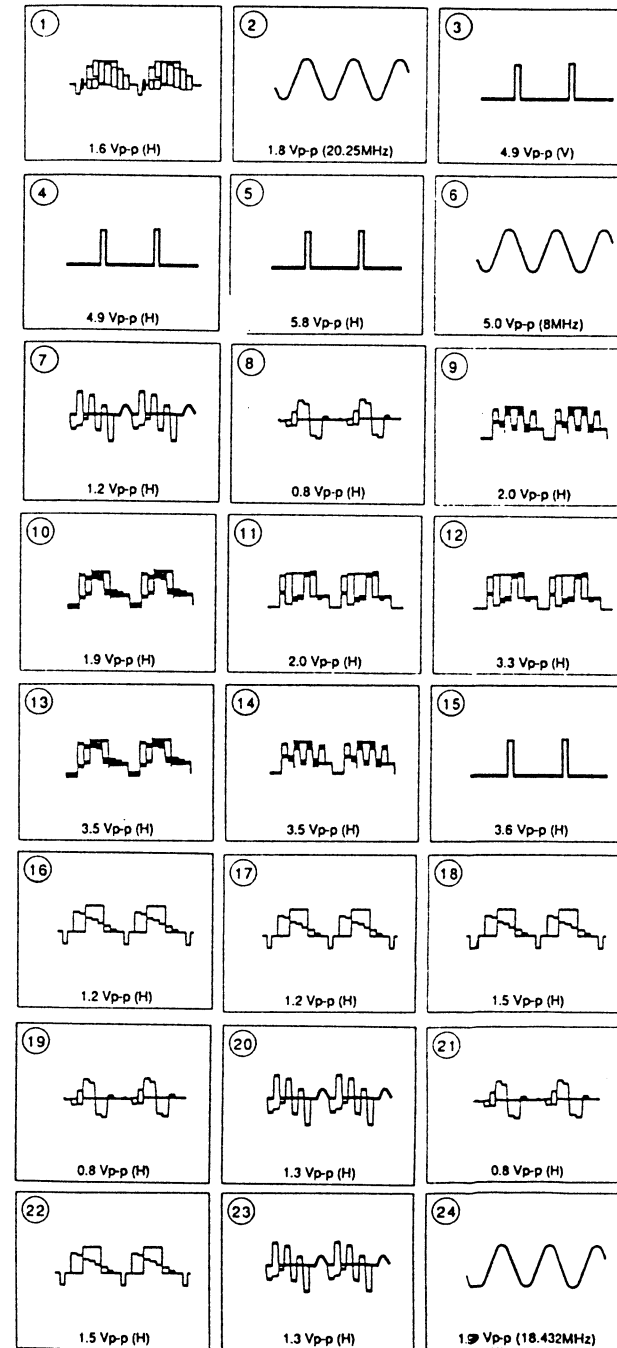 1 2 3
1.6 Vp-p (H) 1.8 Vp-p (20.25MHz) 4.9 Vp-p (V)
4 5 6
4.9 Vp-p (H) 5.8 Vp-p (H) 5.0 Vp-p (8MHz)
7 8 9
1.2 Vp-p (H) 0.8 Vp-p (H) 2.0 Vp-p (H)
10 11 12
1.9 Vp-p (H) 2.0 Vp-p (H) 3.3 Vp-p (H)
13 14 15
3.5 Vp-p (H) 3.5 Vp-p (H) 3.6 Vp-p (H)
16 17 18
1.2 Vp-p (H) 1.2 Vp-p (H) 1.5 Vp-p (H)
19 20 21
0.8 Vp-p (H) 1.3 Vp-p (H) 0.8 Vp-p (H)
22 23 24
1.5 Vp-p (H) 1.3 Vp-p (H) Vp-p (18.432MHz)